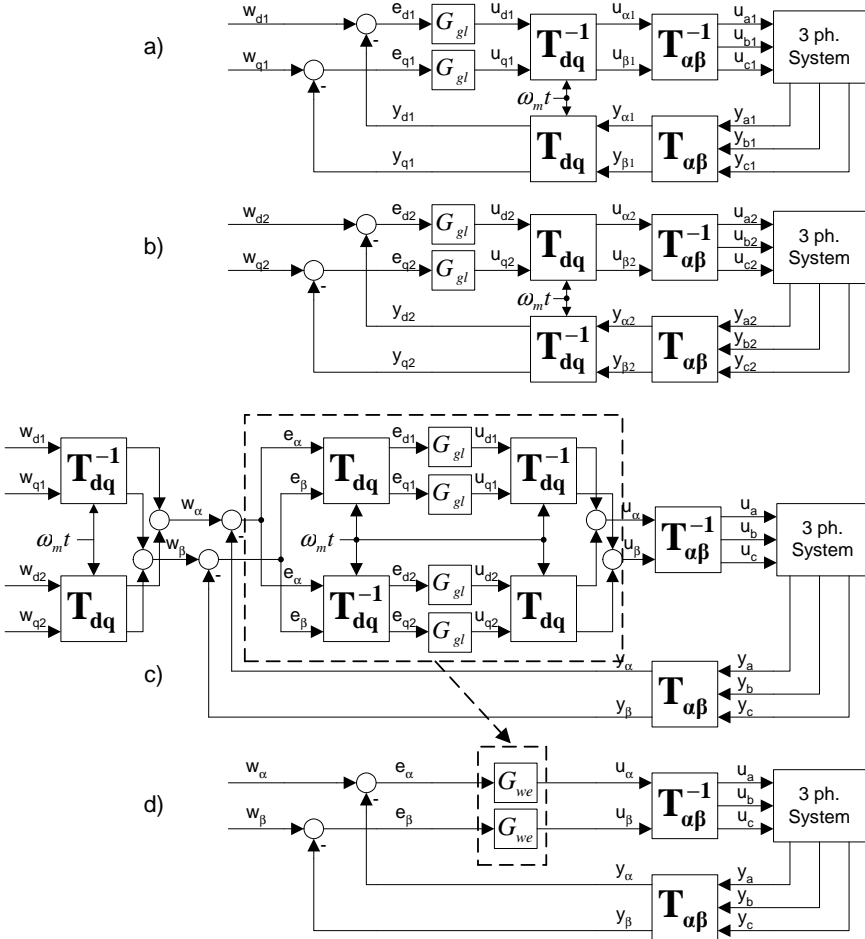 a)
w_d1 e_d1 G_gl u_d1 T_dq^-1 u_α1 T_αβ^-1 u_a1 3 ph.
w_q1 e_q1 G_gl u_q1 u_β1 u_b1 System
u_c1
- -
ω_m t
y_d1 T_dq y_α1 T_αβ y_a1
y_b1
y_q1 y_β1 y_c1
b)
w_d2 e_d2 G_gl u_d2 T_dq u_α2 T_αβ^-1 u_a2 3 ph.
w_q2 e_q2 G_gl u_q2 u_β2 u_b2 System
u_c2
- -
ω_m t
y_d2 T_dq^-1 y_α2 T_αβ y_a2
y_b2
y_q2 y_β2 y_c2
w_d1 T_dq^-1 e_α T_dq e_d1 G_gl u_d1 T_dq^-1
w_q1 e_β e_q1 G_gl u_q1
w_α - u_α T_αβ^-1 u_a 3 ph.
ω_m t w_β - ω_m t u_β u_b System
u_c
w_d2 T_dq e_α T_dq^-1 e_d2 G_gl u_d2 T_dq
w_q2 e_β e_q2 G_gl u_q2
c)
y_α T_αβ y_a
y_b
y_β y_c
d)
w_α e_α G_we u_α T_αβ^-1 u_a 3 ph.
w_β e_β G_we u_β u_b System
u_c
- -
y_α T_αβ y_a
y_b
y_β y_c